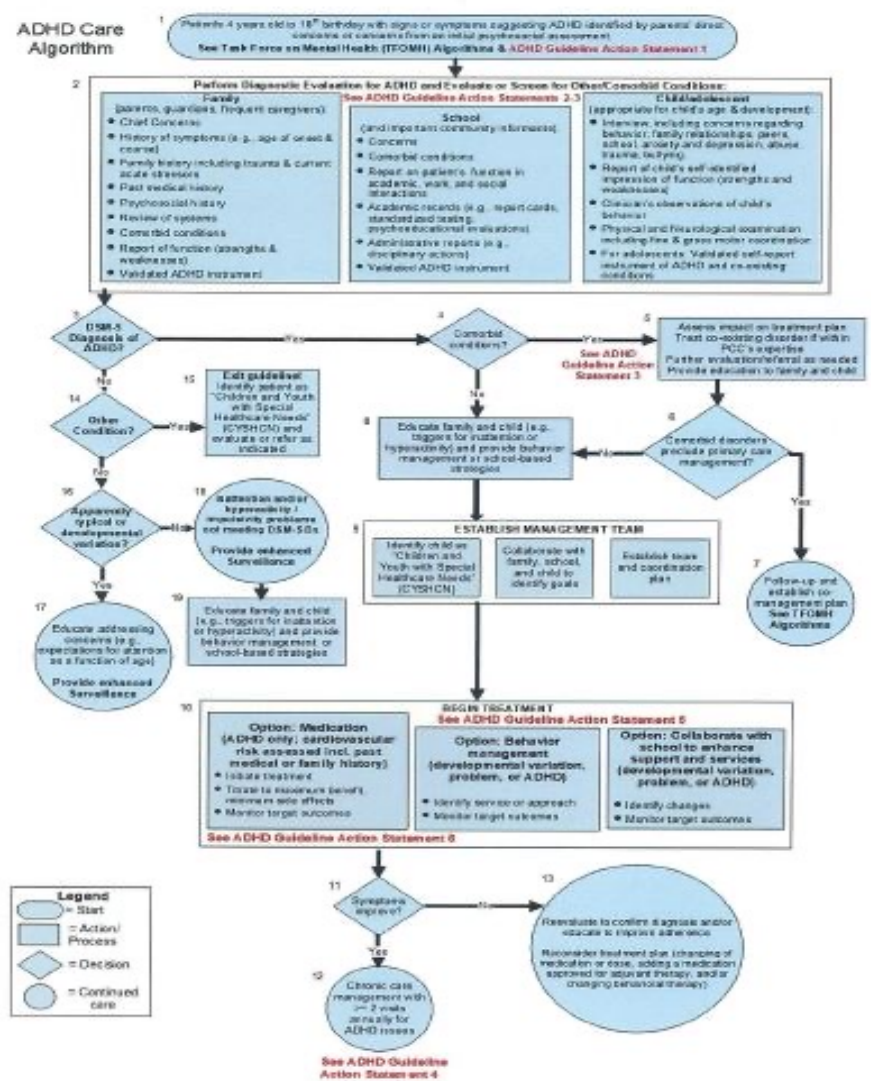 ADHD Care
Algorithm
1
Patients 4 years old to 18th birthday with signs or symptoms suggesting ADHD identified by parents' direct
concerns or concerns from an initial psychosocial assessment
See Task Force on Mental Health (TFOMH) Algorithms & ADHD Guideline Action Statement 1
2
Perform Diagnostic Evaluation for ADHD and Evaluate or Screen for Other/Comorbid Conditions:
See ADHD Guideline Action Statements 2-3
Family
(parents, guardians, frequent caregivers):
• Chief Concerns
• History of symptoms (e.g., age of onset &
course)
• Family history including trauma & current
acute stressors
• Past medical history
• Psychosocial history
• Review of systems
• Comorbid conditions
• Report of function (strengths &
weaknesses)
• Validated ADHD instrument
School
(and important community informants):
• Concerns
• Comorbid conditions
• Report on patient's function in
academic, work, and social
interactions
• Academic records (e.g., report cards,
standardized testing,
psychoeducational evaluations)
• Administrative reports (e.g.,
disciplinary actions)
• Validated ADHD instrument
Child/adolescent
(appropriate for child's age & development):
• Interview, including concerns regarding
behavior, family relationships, peers,
school, anxiety and depression, abuse,
trauma, bullying
• Report of child's self-identified
impression of function (strengths and
weaknesses)
• Clinician's observations of child's
behavior
• Physical and Neurological examination
including fine & gross motor coordination
• For adolescents: Validated self-report
instrument of ADHD and co-existing
conditions
3
DSM-5
Diagnosis of
ADHD?
Yes
4
Comorbid
conditions?
Yes
See ADHD
Guideline Action
Statement 3
5
Assess impact on treatment plan
Treat co-existing disorder if within
PCC's expertise
Further evaluation/referral as needed
Provide education to family and child
No
14
Other
Condition?
Yes
15
Exit guideline!
Identify patient as
"Children and Youth
with Special
Healthcare Needs"
(CYSHCN) and
evaluate or refer as
indicated
No
8
Educate family and child (e.g.
triggers for inattention or
hyperactivity) and provide behavior
management or school-based
strategies
No
6
Comorbid disorders
preclude primary care
management?
Yes
7
Follow-up and
establish co-
management plan
See TFOMH
Algorithms
No
16
Apparently
typical or
developmental
variation?
No
18
Inattention and/or
hyperactivity /
impulsivity problems
not meeting DSM-5
Provide enhanced
Surveillance
Yes
17
Educate addressing
concerns (e.g.,
expectations for attention
as a function of age)
Provide enhanced
Surveillance
19
Educate family and child
(e.g., triggers for inattention
or hyperactivity) and provide
behavior management, or
school-based strategies
9
ESTABLISH MANAGEMENT TEAM
Identify child as
"Children and
Youth with Special
Healthcare Needs"
(CYSHCN)
Collaborate with
family, school,
and child to
identify goals
Establish team
and coordination
plan
10
BEGIN TREATMENT
See ADHD Guideline Action Statement 5
Option: Medication
(ADHD only; cardiovascular
risk assessed incl. past
medical or family history)
• Initiate treatment
• Titrate to maximum benefit,
minimum side effects
• Monitor target outcomes
Option: Behavior
management
(developmental variation,
problem, or ADHD)
• Identify service or approach
• Monitor target outcomes
Option: Collaborate with
school to enhance
support and services
(developmental variation,
problem, or ADHD)
• Identify changes
• Monitor target outcomes
See ADHD Guideline Action Statement 6
11
Symptoms
improve?
No
13
Reevaluate to confirm diagnosis and/or
educate to improve adherence.
Reconsider treatment plan (changing of
medication or dose, adding a medication
approved for adjuvant therapy, and/or
changing behavioral therapy)
Yes
12
Chronic care
management with
>= 2 visits
annually for
ADHD issues
See ADHD Guideline
Action Statement 4
Legend
= Start
= Action/
Process
= Decision
= Continued
care